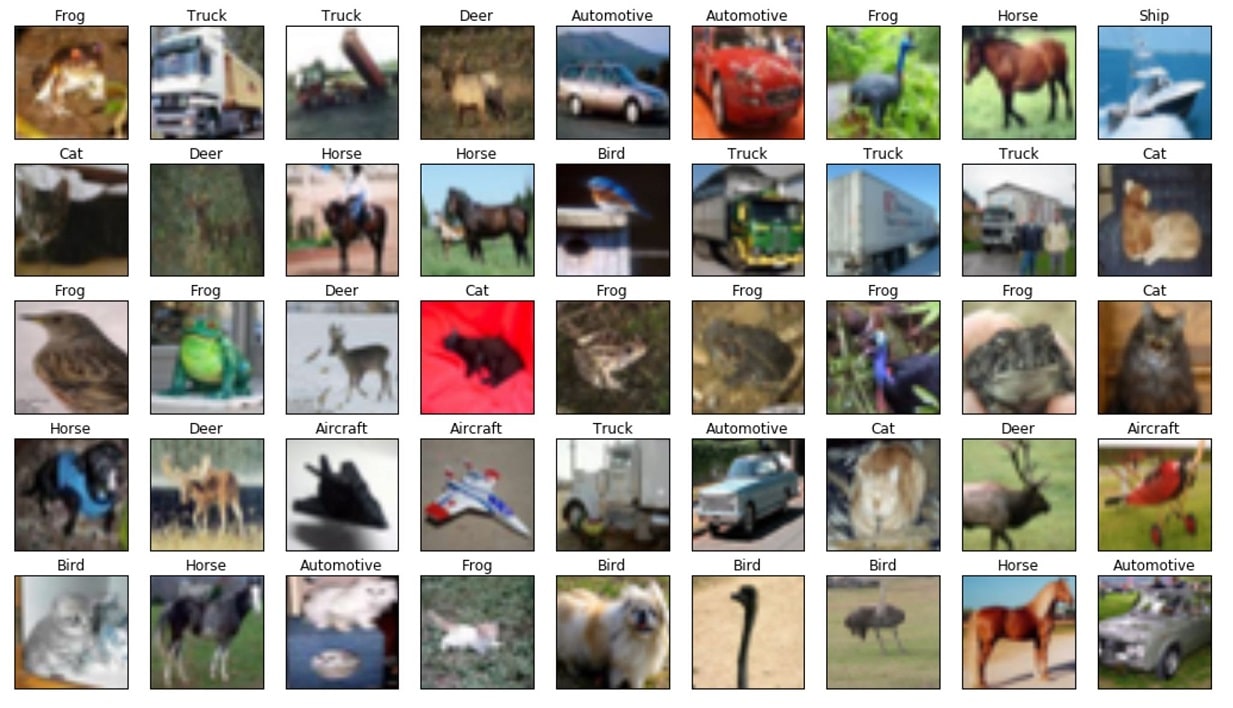 Frog Truck Truck Deer Automotive Automotive Frog Horse Ship
Cat Deer Horse Horse Bird Truck Truck Truck Cat
Frog Frog Deer Cat Frog Frog Frog Frog Cat
Horse Deer Aircraft Aircraft Truck Automotive Cat Deer Aircraft
Bird Horse Automotive Frog Bird Bird Bird Horse Automotive